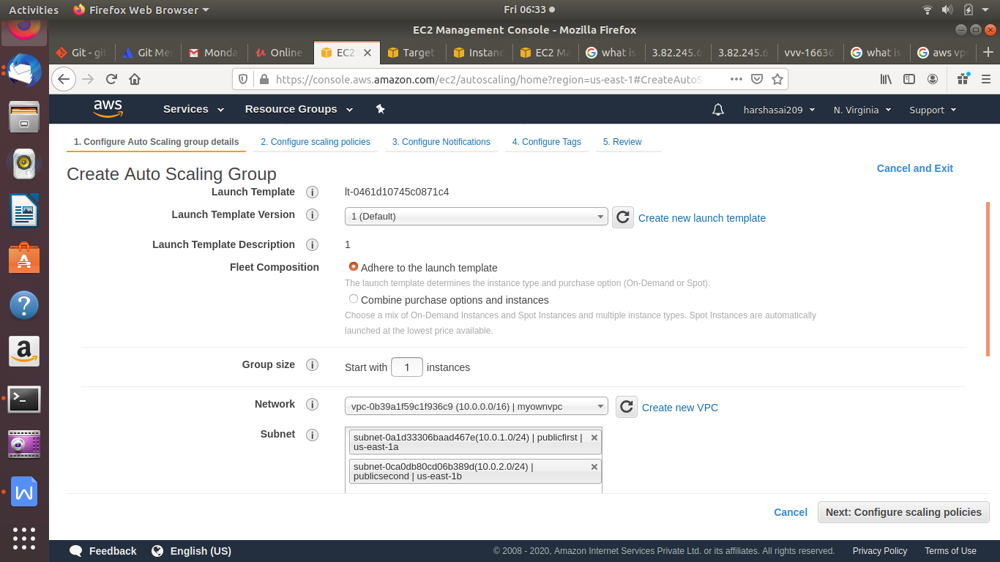 Activities
Firefox Web Browser
Fri 06:33
EC2 Management Console - Mozilla Firefox
Git - git
Git Mer
Monda
Online
EC2
Target
Instanc
EC2 Ma
what is
3.82.245.6
3.82.245.6
vvv-16636
what is
aws vp
https://console.aws.amazon.com/ec2/autoscaling/home?region=us-east-1#CreateAutoS
aws
Services
Resource Groups
harshasai209
N. Virginia
Support
1. Configure Auto Scaling group details
2. Configure scaling policies
3. Configure Notifications
4. Configure Tags
5. Review
Create Auto Scaling Group
Cancel and Exit
Launch Template
lt-0461d10745c0871c4
Launch Template Version
1 (Default)
Create new launch template
Launch Template Description
1
Fleet Composition
Adhere to the launch template
The launch template determines the instance type and purchase option (On-Demand or Spot).
Combine purchase options and instances
Choose a mix of On-Demand Instances and Spot Instances and multiple instance types. Spot Instances are automatically
launched at the lowest price available.
Group size
Start with 1 instances
Network
vpc-0b39a1f59c1f936c9 (10.0.0.0/16) | myownvpc
Create new VPC
Subnet
subnet-0a1d33306baad467e(10.0.1.0/24) | publicfirst |
us-east-1a
subnet-0ca0db80cd06b389d(10.0.2.0/24) |
publicsecond | us-east-1b
Cancel
Next: Configure scaling policies
Feedback
English (US)
© 2008 - 2020, Amazon Internet Services Private Ltd. or its affiliates. All rights reserved.
Privacy Policy
Terms of Use